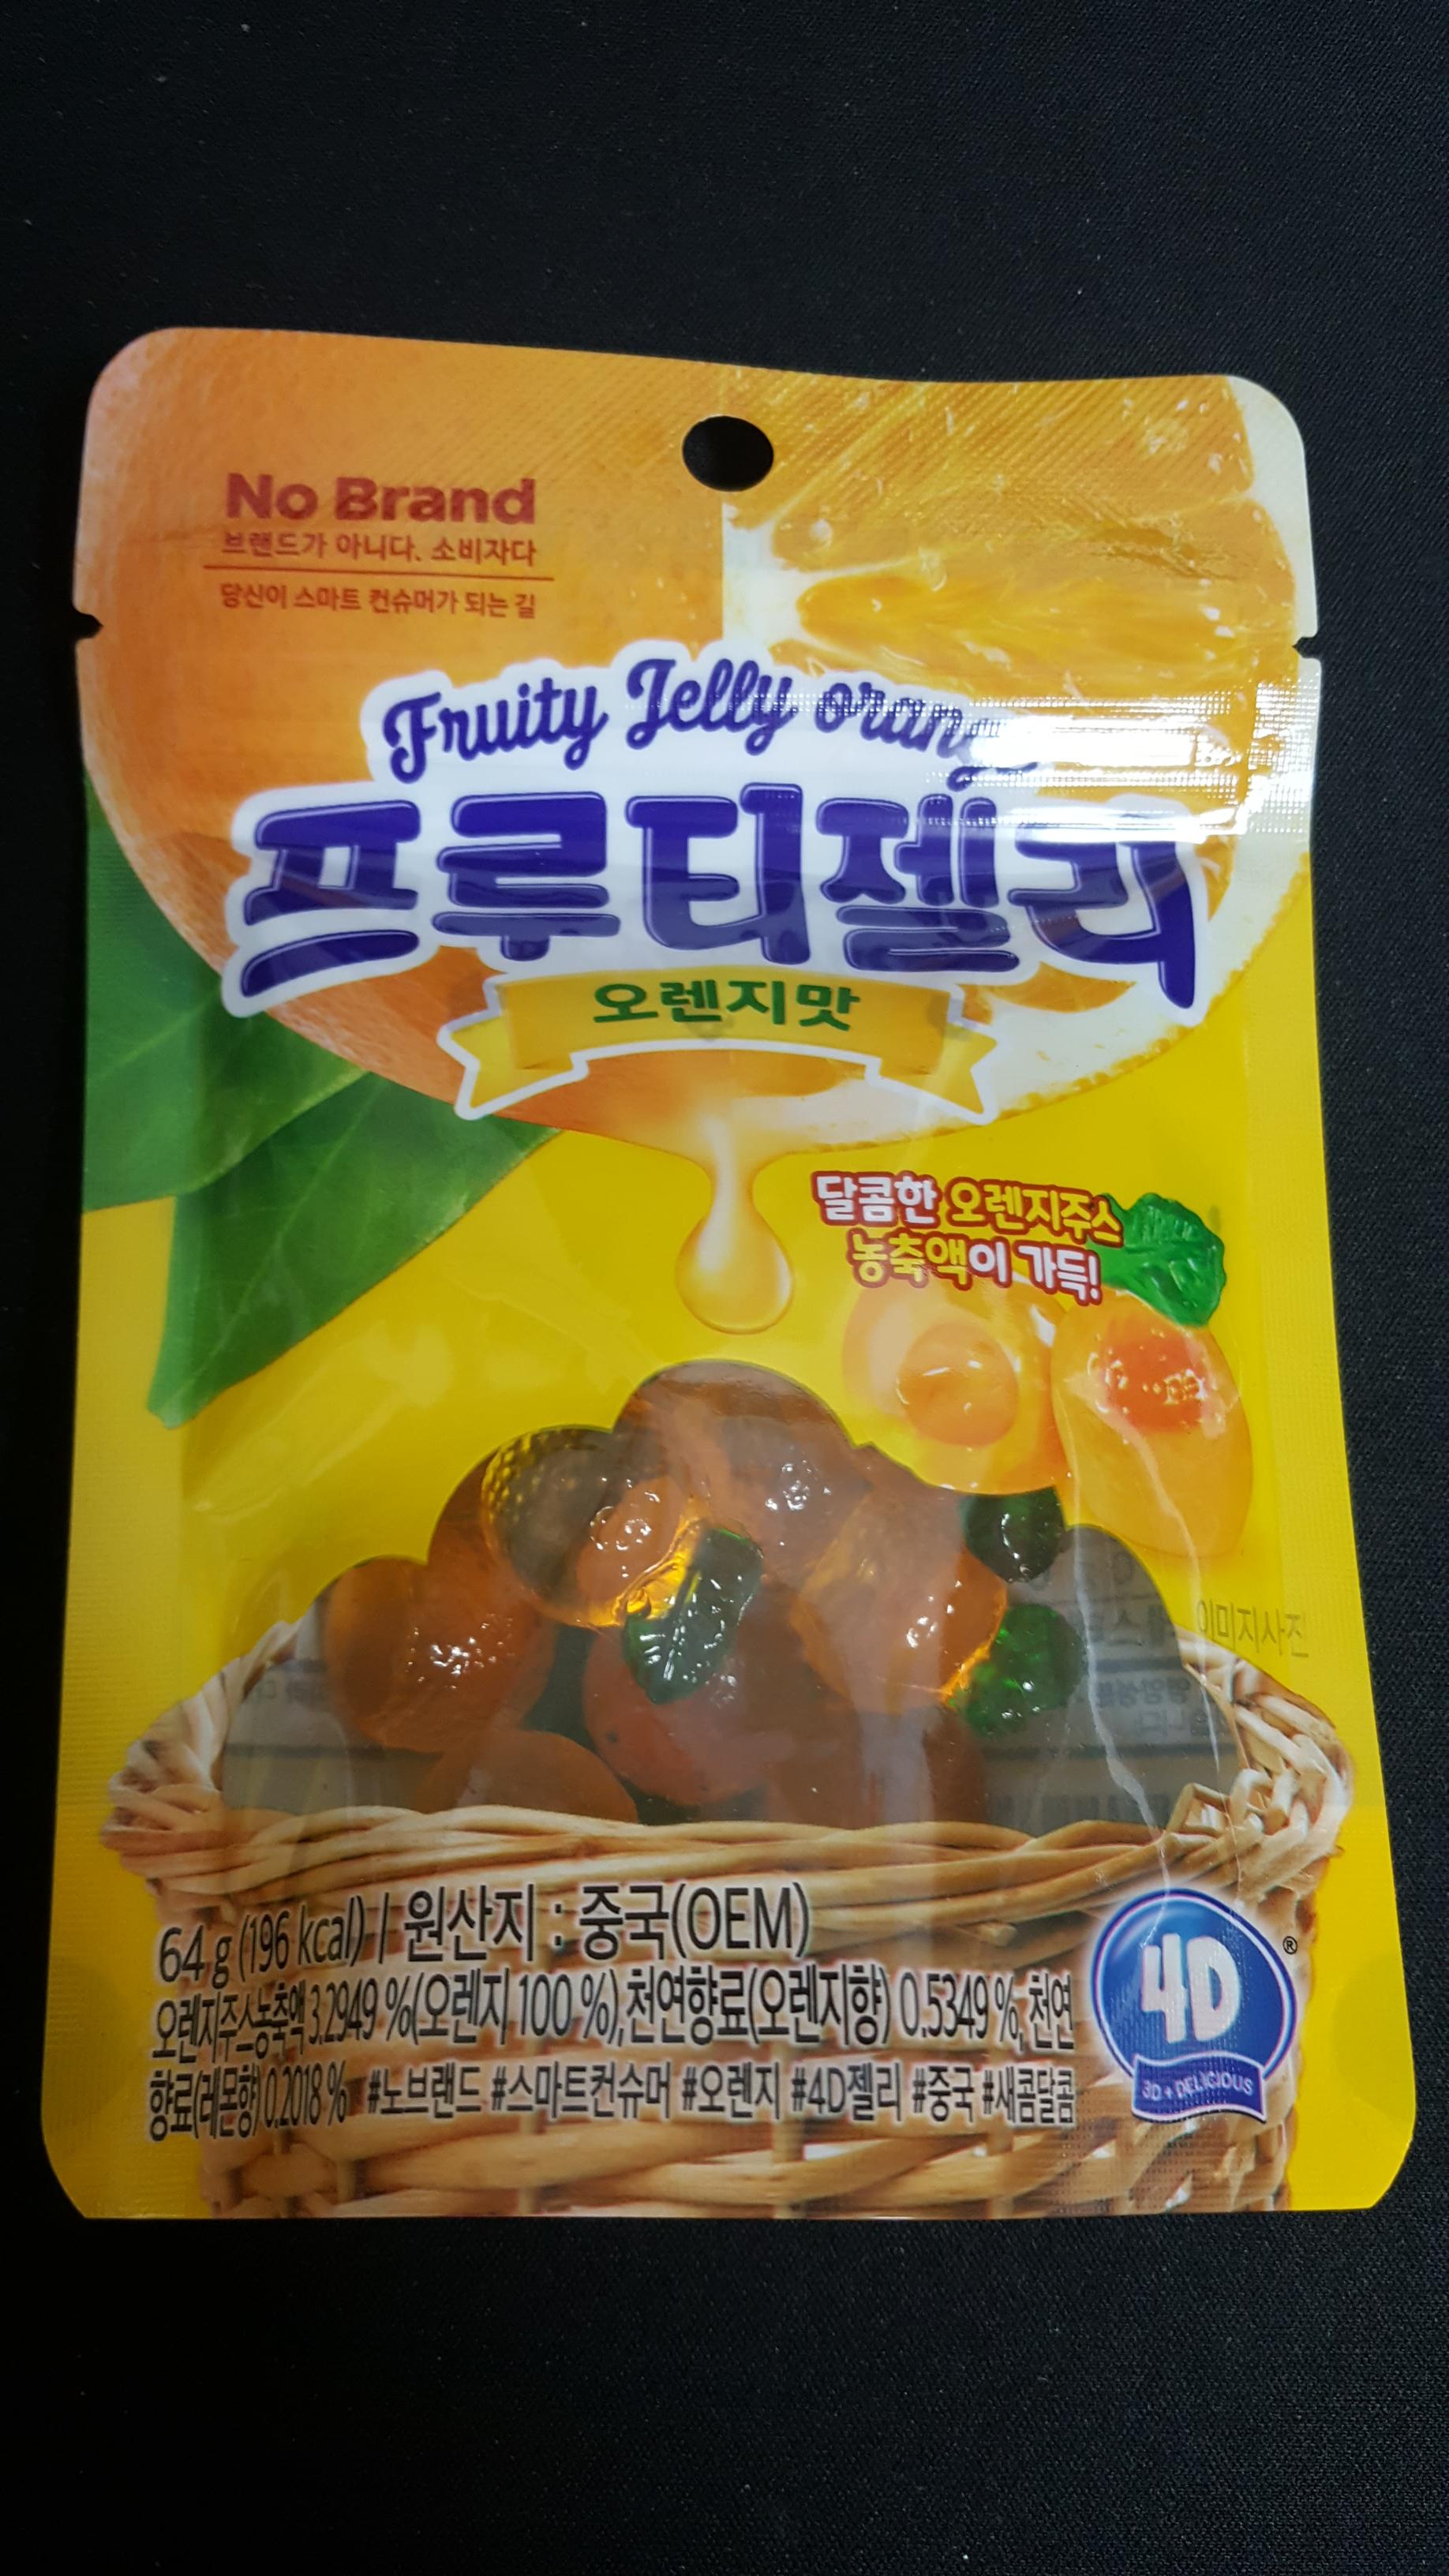 No Brand
브랜드가 아니다. 소비자다
당신이 스마트 컨슈머가 되는 길
Fruity Jelly orange
프루티젤리
오렌지맛
달콤한 오렌지주스
농축액이 가득!
이미지사진
64 g (196 kcal) / 원산지 : 중국(OEM)
오렌지주스농축액 3.2949 %(오렌지 100 %),천연향료(오렌지향) 0.5349 %, 천연
향료(레몬향) 0.2018 % #노브랜드 #스마트컨슈머 #오렌지 #4D젤리 #중국 #새콤달콤
4D
®
3D + DELICIOUS